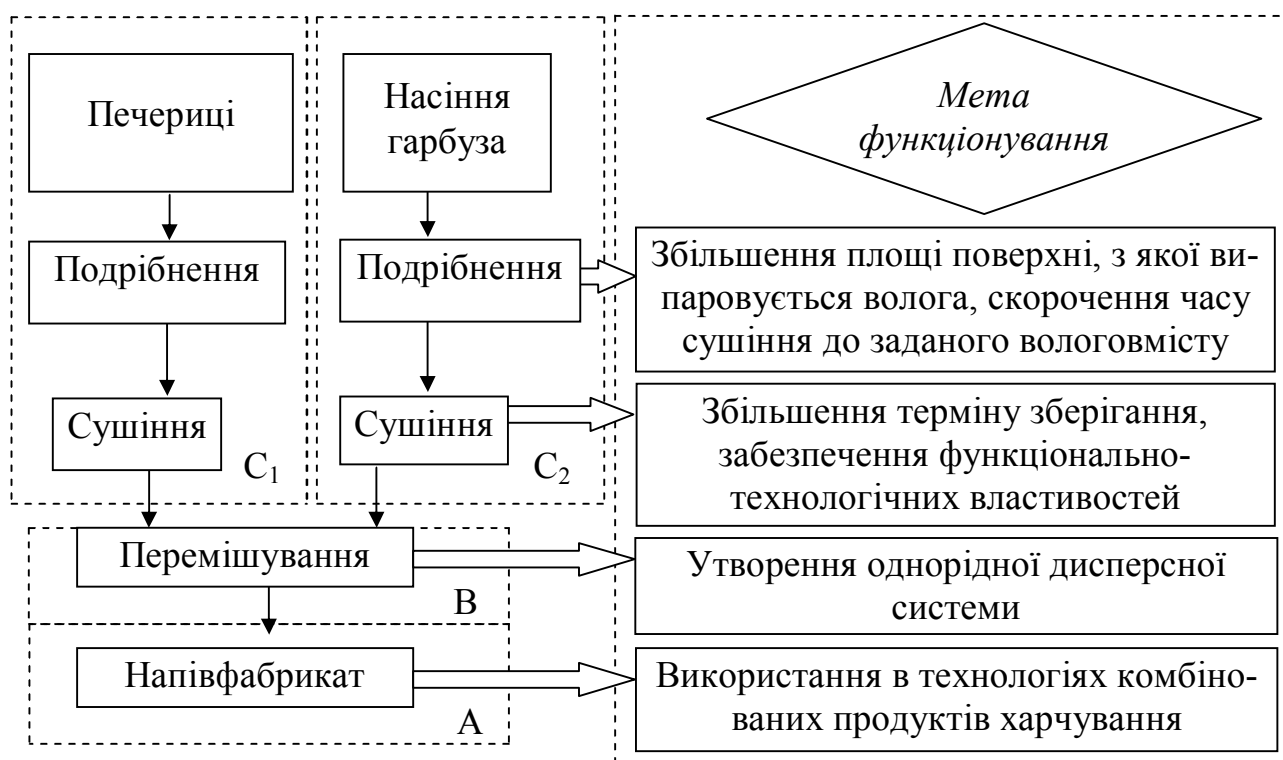 Печериці
Насіння
гарбуза
Мета
функціонування
Подрібнення
Подрібнення
Збільшення площі поверхні, з якої ви-
паровується волога, скорочення часу
сушіння до заданого вологовмісту
Сушіння
С1
Сушіння
С2
Збільшення терміну зберігання,
забезпечення функціонально-
технологічних властивостей
Перемішування
В
Утворення однорідної дисперсної
системи
Напівфабрикат
А
Використання в технологіях комбіно-
ваних продуктів харчування